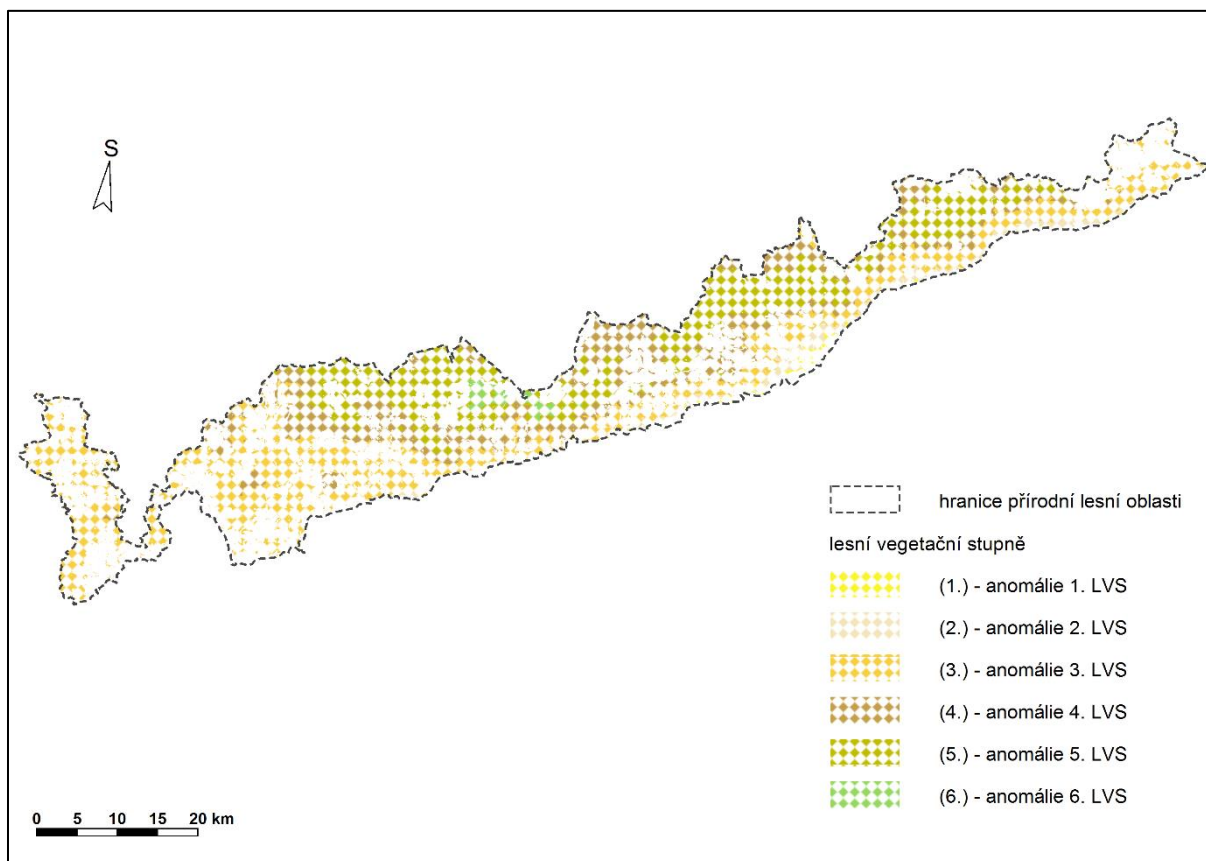 S
hranice přírodní lesní oblasti
lesní vegetační stupně
(1.) - anomálie 1. LVS
(2.) - anomálie 2. LVS
(3.) - anomálie 3. LVS
(4.) - anomálie 4. LVS
(5.) - anomálie 5. LVS
(6.) - anomálie 6. LVS
0 5 10 15 20 km